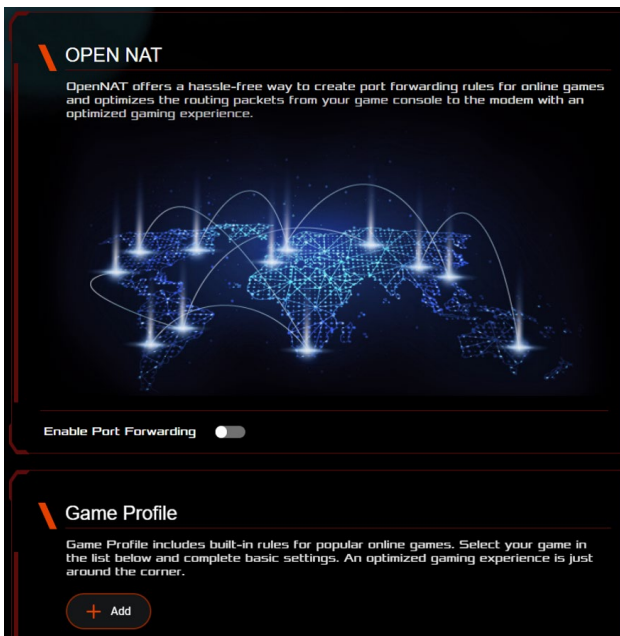 OPEN NAT
OpenNAT offers a hassle-free way to create port forwarding rules for online games
and optimizes the routing packets from your game console to the modem with an
optimized gaming experience.
Enable Port Forwarding
Game Profile
Game Profile includes built-in rules for popular online games. Select your game in
the list below and complete basic settings. An optimized gaming experience is just
around the corner.
Add